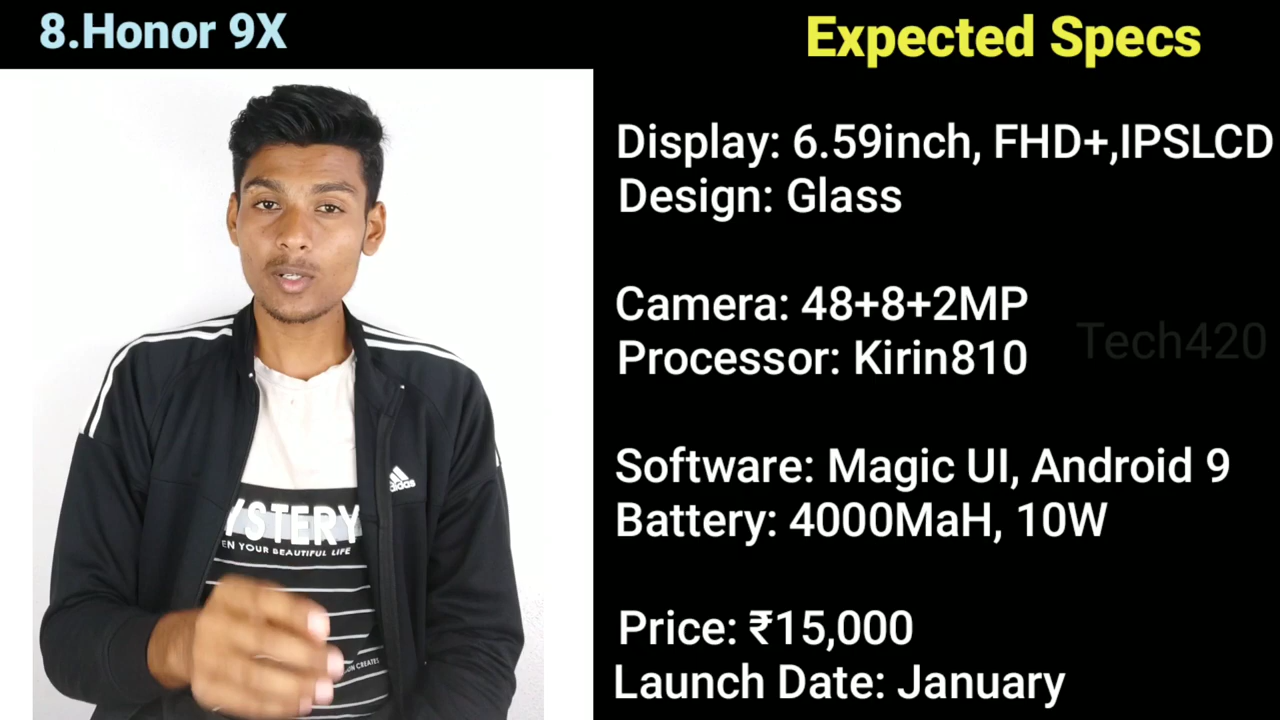 8.Honor 9X
Expected Specs
Display: 6.59inch, FHD+,IPSLCD
Design: Glass
Camera: 48+8+2MP
Processor: Kirin810
Tech420
Software: Magic UI, Android 9
Battery: 4000MaH, 10W
Price: ₹15,000
Launch Date: January
adidas
YSTERY
EN YOUR BEAUTIFUL LIFE
ON CREATES